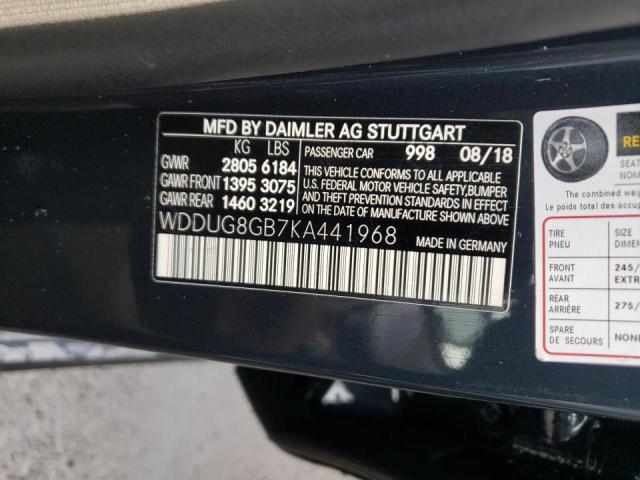 MFD BY DAIMLER AG STUTTGART
KG LBS
GVWR 2805 6184
GAWR FRONT 1395 3075
GAWR REAR 1460 3219
PASSENGER CAR 998 08/18
THIS VEHICLE CONFORMS TO ALL APPLICABLE
U.S. FEDERAL MOTOR VEHICLE SAFETY, BUMPER
AND THEFT PREVENTION STANDARDS IN EFFECT
ON THE DATE OF MANUFACTURE SHOWN ABOVE
WDDUG8GB7KA441968
MADE IN GERMANY
The combined
total des occup
TIRE
PNEU
SIZE
FRONT
AVANT
245/
EXTR
REAR
ARRIÈRE
275/
SPARE
DE SECOURS